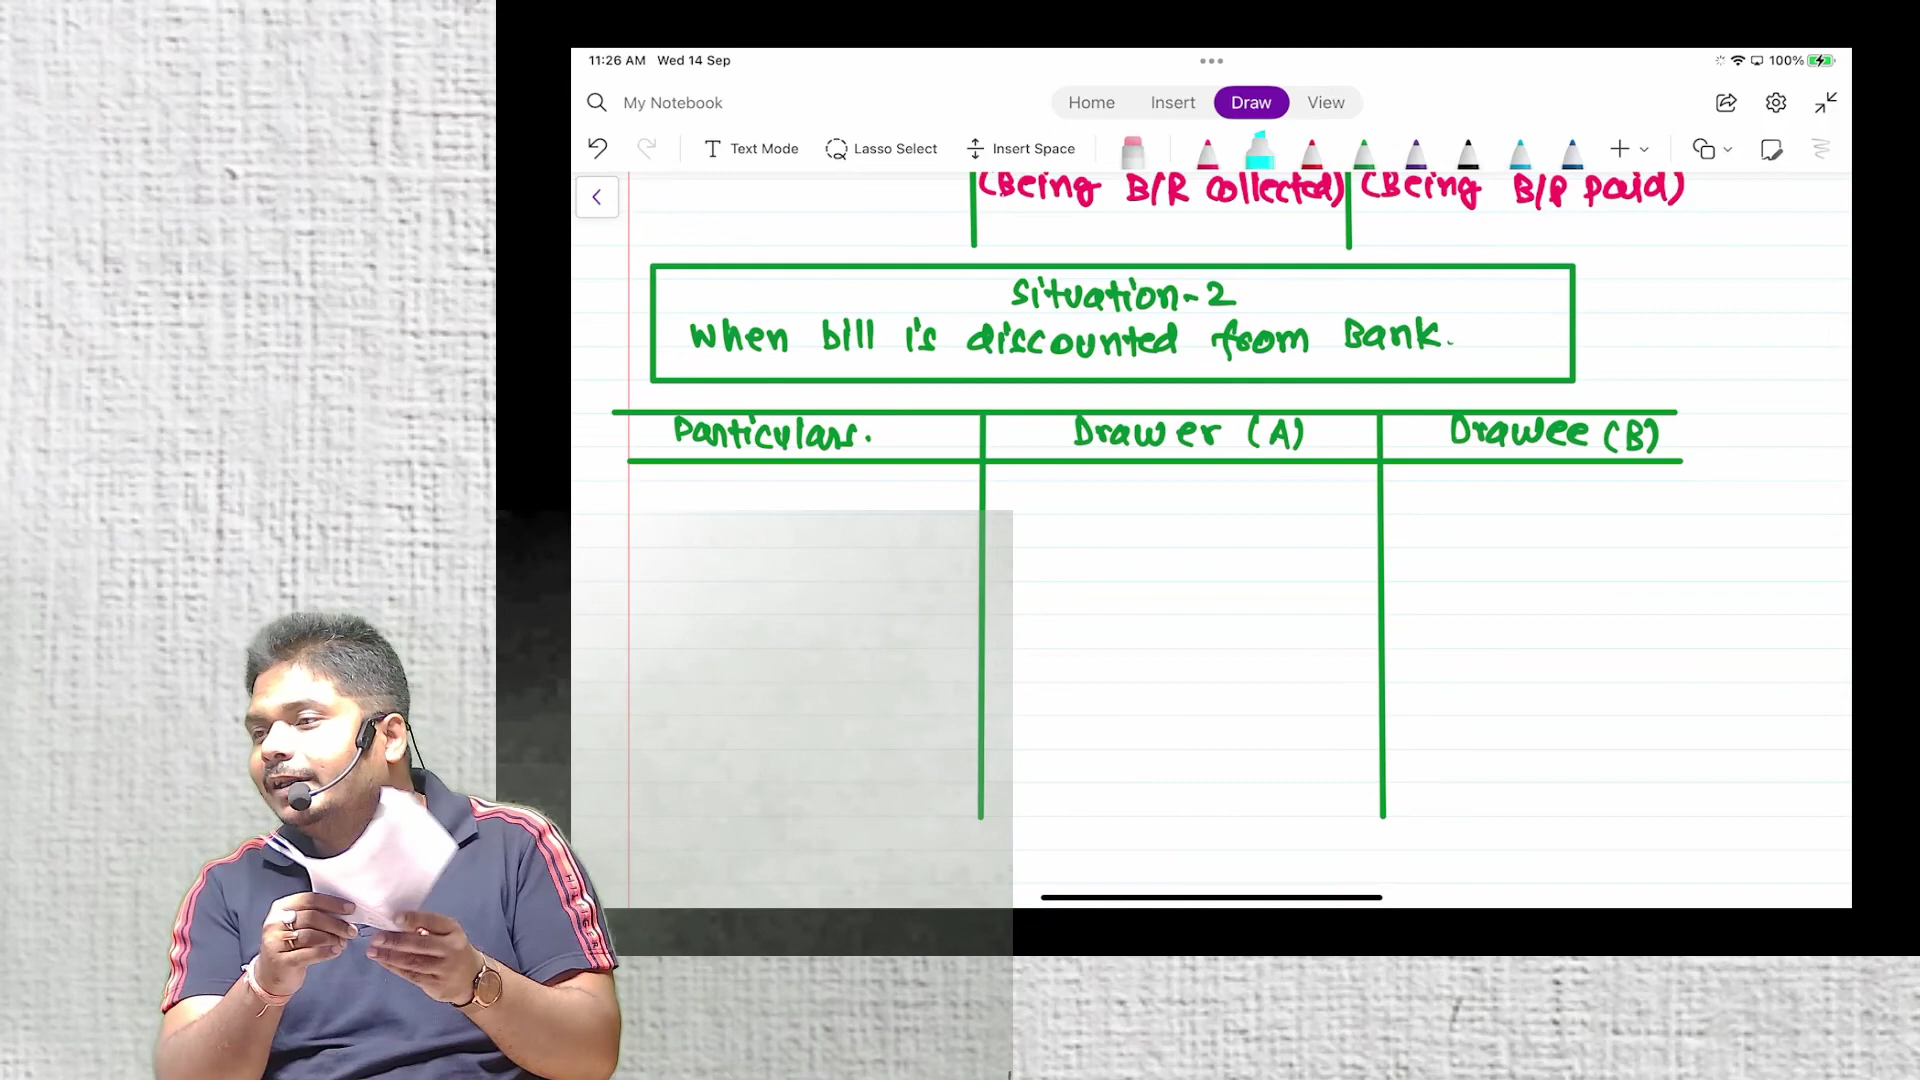 11:26 AM Wed 14 Sep
100%
My Notebook
Home Insert Draw View
Text Mode Lasso Select Insert Space
(Being B/R collected) (Being B/P paid)
Situation-2
When bill is discounted from Bank.
Particulars. Drawer (A) Drawee (B)